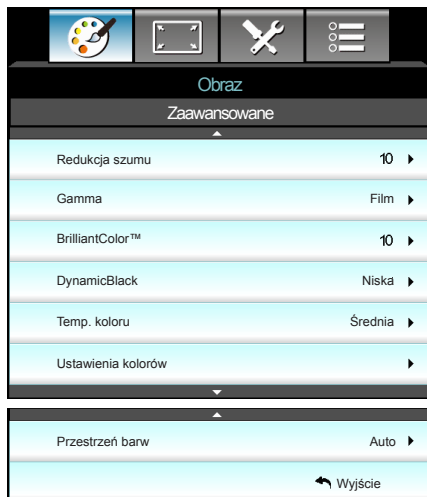 Obraz
Zaawansowane
Redukcja szumu 10
Gamma Film
BrilliantColor™ 10
DynamicBlack Niska
Temp. koloru Średnia
Ustawienia kolorów
Przestrzeń barw Auto
Wyjście